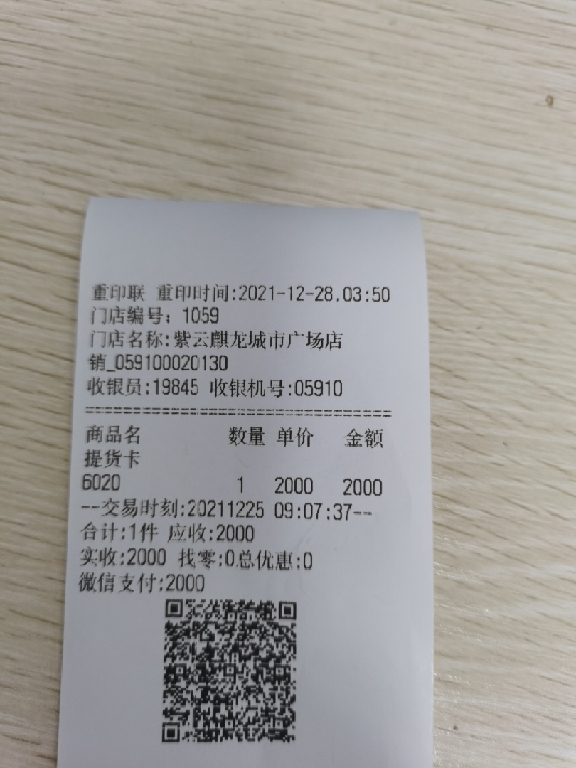 重印联 重印时间:2021-12-28.03:50
门店编号: 1059
门店名称:紫云麒龙城市广场店
销_059100020130
收银员:19845 收银机号:05910
===================================
商品名 数量 单价 金额
提货卡
6020 1 2000 2000
--交易时刻:20211225 09:07:37--
合计:1件 应收:2000
实收:2000 找零:0总优惠:0
微信支付:2000